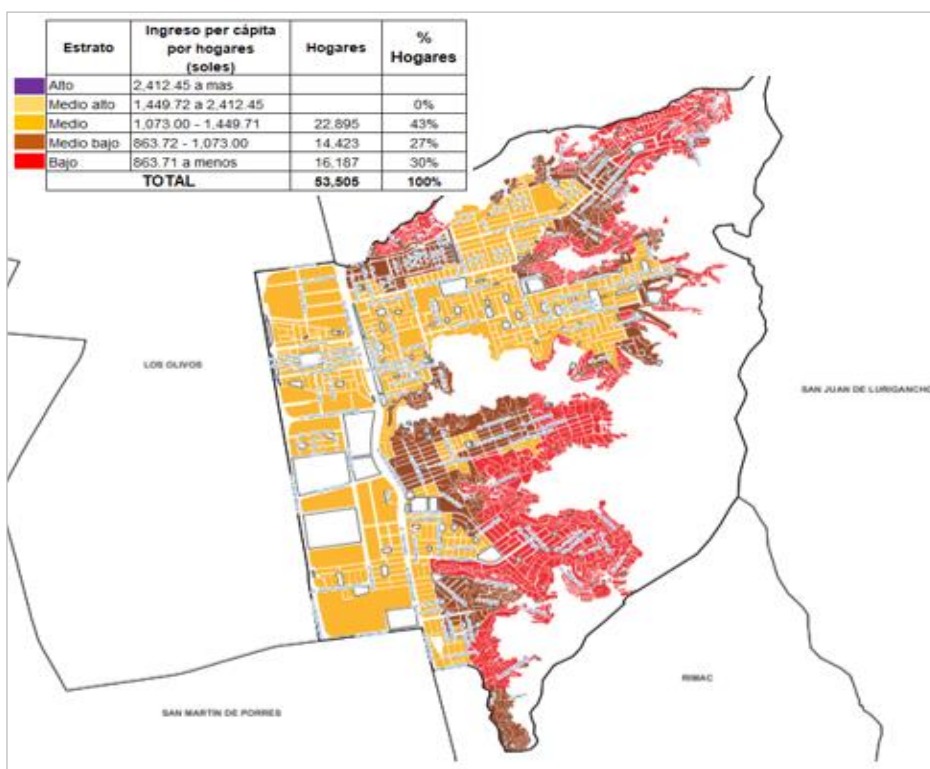 Estrato Ingreso per cápita por hogares (soles) Hogares % Hogares
Alto 2,412.45 a mas
Medio alto 1,449.72 a 2,412.45 0%
Medio 1,073.00 - 1,449.71 22,895 43%
Medio bajo 863.72 - 1,073.00 14,423 27%
Bajo 863.71 a menos 16,187 30%
TOTAL 53,505 100%
LOS OLIVOS
SAN JUAN DE LURIGANCHO
RIMAC
SAN MARTIN DE PORRES